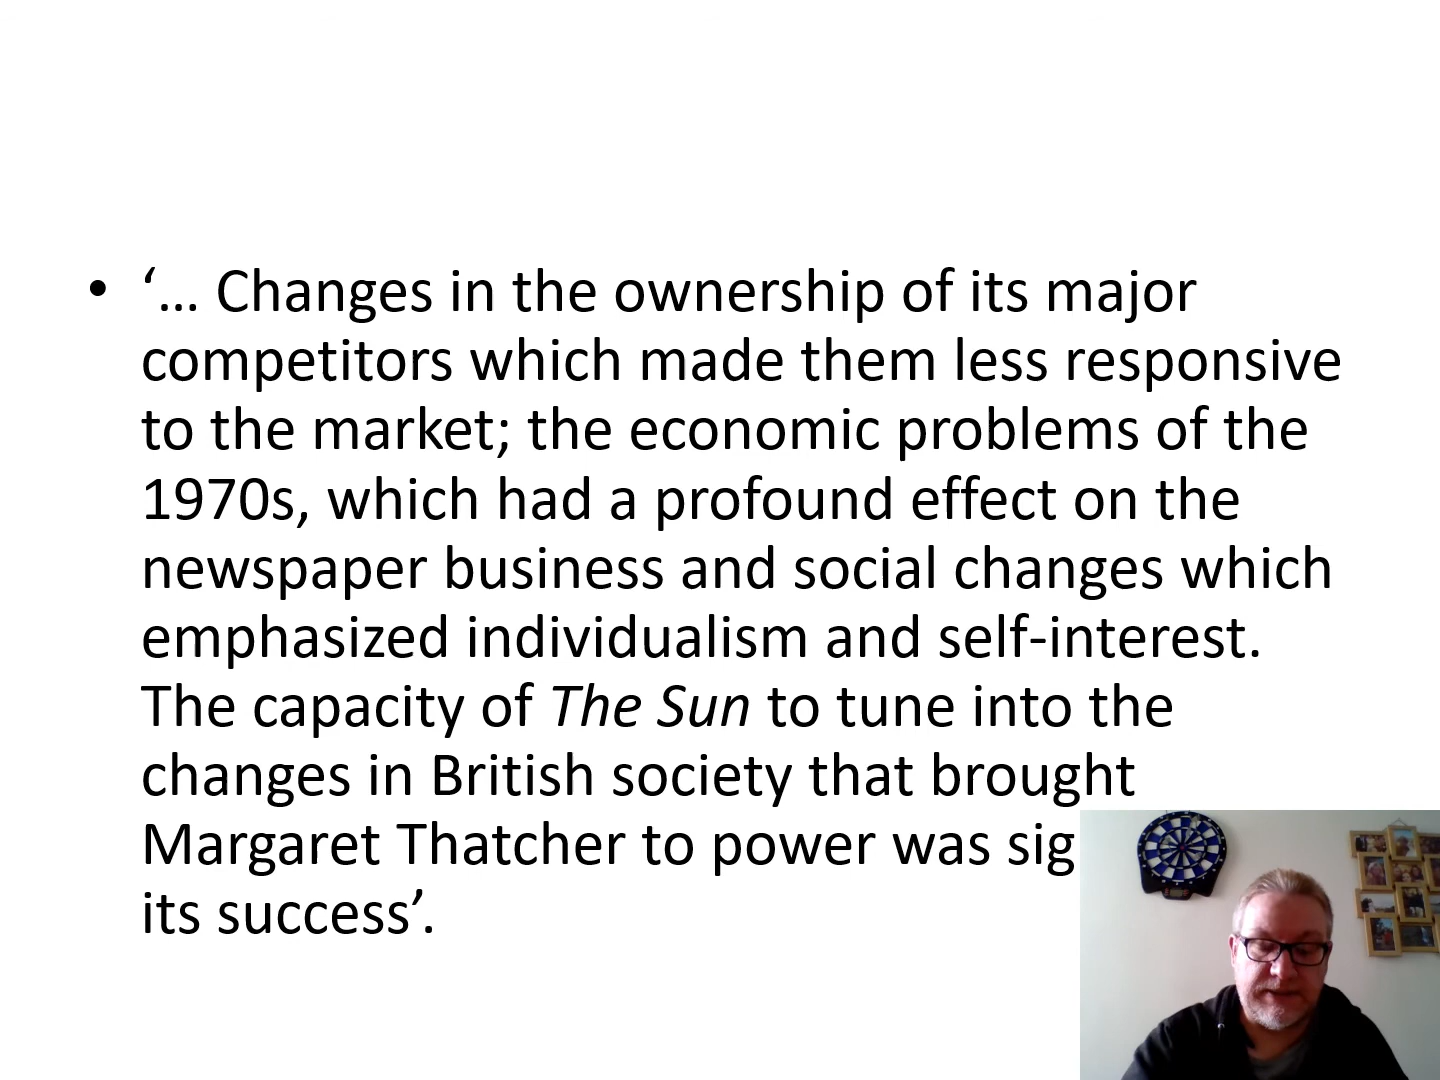 • ‘… Changes in the ownership of its major
competitors which made them less responsive
to the market; the economic problems of the
1970s, which had a profound effect on the
newspaper business and social changes which
emphasized individualism and self-interest.
The capacity of The Sun to tune into the
changes in British society that brought
Margaret Thatcher to power was sig
its success’.